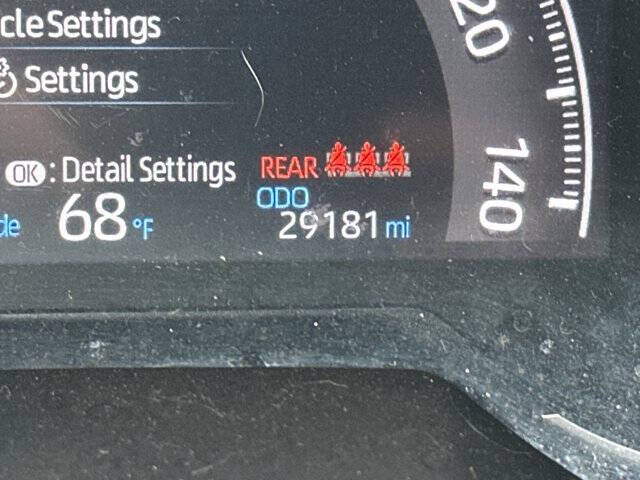 cle Settings
Settings
OK : Detail Settings
REAR
ODO
de 68 °F
29181 mi
20
140